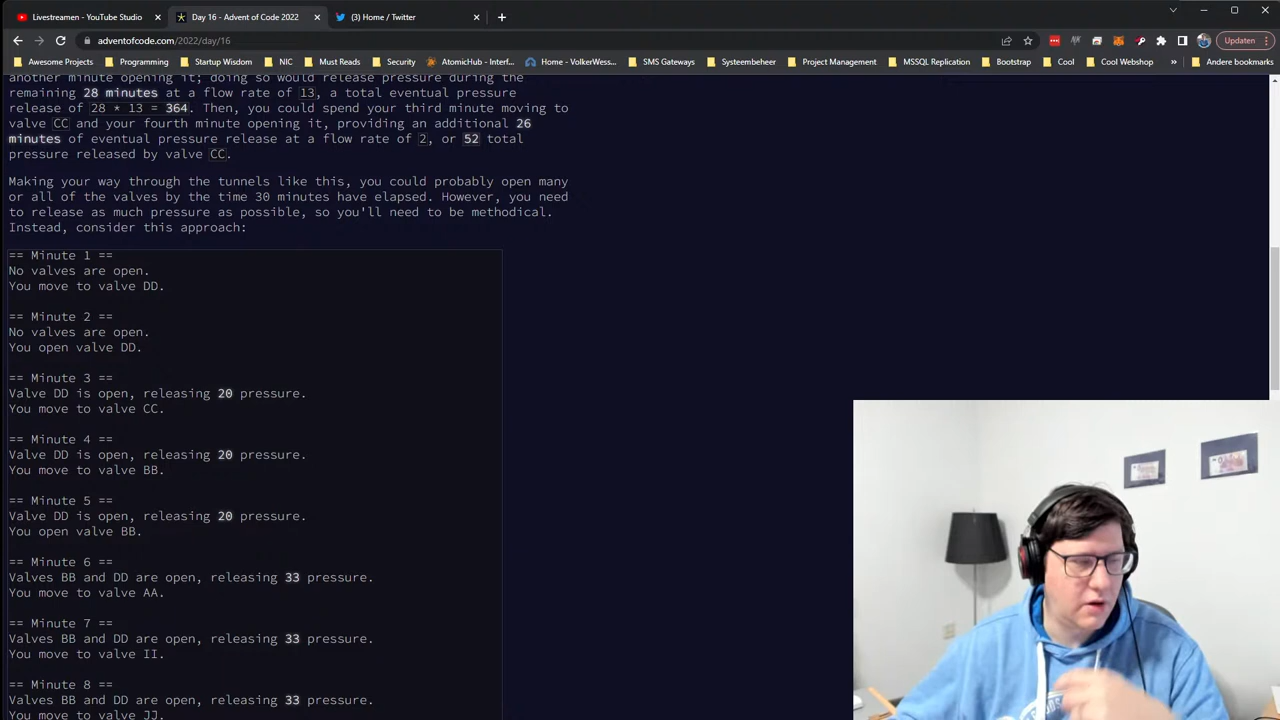 Livestreamen - YouTube Studio
Day 16 - Advent of Code 2022
(3) Home / Twitter
adventofcode.com/2022/day/16
Updaten
Awesome Projects
Programming
Startup Wisdom
NIC
Must Reads
Security
AtomicHub - Interf...
Home - VolkerWess...
SMS Gateways
Systeembeheer
Project Management
MSSQL Replication
Bootstrap
Cool
Cool Webshop
»
Andere bookmarks
another minute opening it; doing so would release pressure during the
remaining 28 minutes at a flow rate of 13, a total eventual pressure
release of 28 * 13 = 364. Then, you could spend your third minute moving to
valve CC and your fourth minute opening it, providing an additional 26
minutes of eventual pressure release at a flow rate of 2, or 52 total
pressure released by valve CC.
Making your way through the tunnels like this, you could probably open many
or all of the valves by the time 30 minutes have elapsed. However, you need
to release as much pressure as possible, so you'll need to be methodical.
Instead, consider this approach:
== Minute 1 ==
No valves are open.
You move to valve DD.
== Minute 2 ==
No valves are open.
You open valve DD.
== Minute 3 ==
Valve DD is open, releasing 20 pressure.
You move to valve CC.
== Minute 4 ==
Valve DD is open, releasing 20 pressure.
You move to valve BB.
== Minute 5 ==
Valve DD is open, releasing 20 pressure.
You open valve BB.
== Minute 6 ==
Valves BB and DD are open, releasing 33 pressure.
You move to valve AA.
== Minute 7 ==
Valves BB and DD are open, releasing 33 pressure.
You move to valve II.
== Minute 8 ==
Valves BB and DD are open, releasing 33 pressure.
You move to valve JJ.